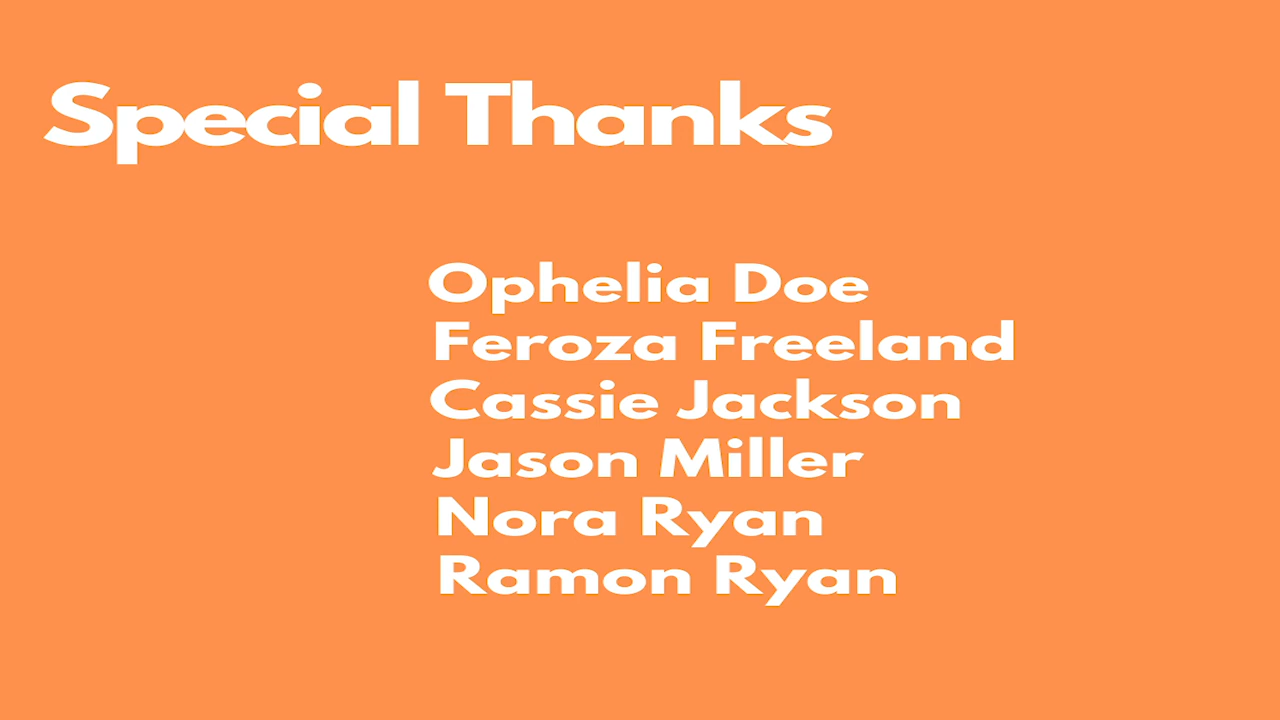 Special Thanks
Ophelia Doe
Feroza Freeland
Cassie Jackson
Jason Miller
Nora Ryan
Ramon Ryan